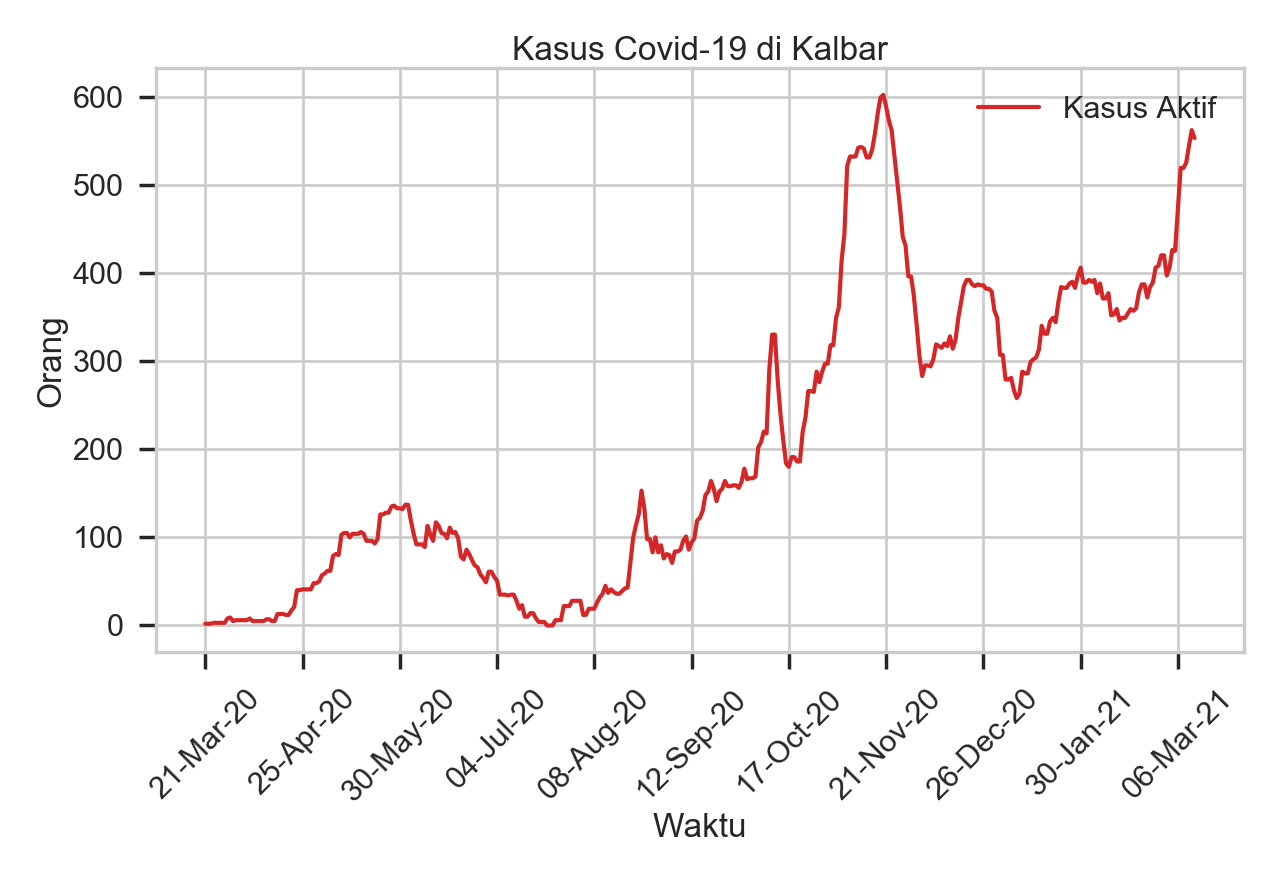 Kasus Covid-19 di Kalbar
Kasus Aktif
600
500
400
300
200
100
0
Orang
21-Mar-20
25-Apr-20
30-May-20
04-Jul-20
08-Aug-20
12-Sep-20
17-Oct-20
21-Nov-20
26-Dec-20
30-Jan-21
06-Mar-21
Waktu